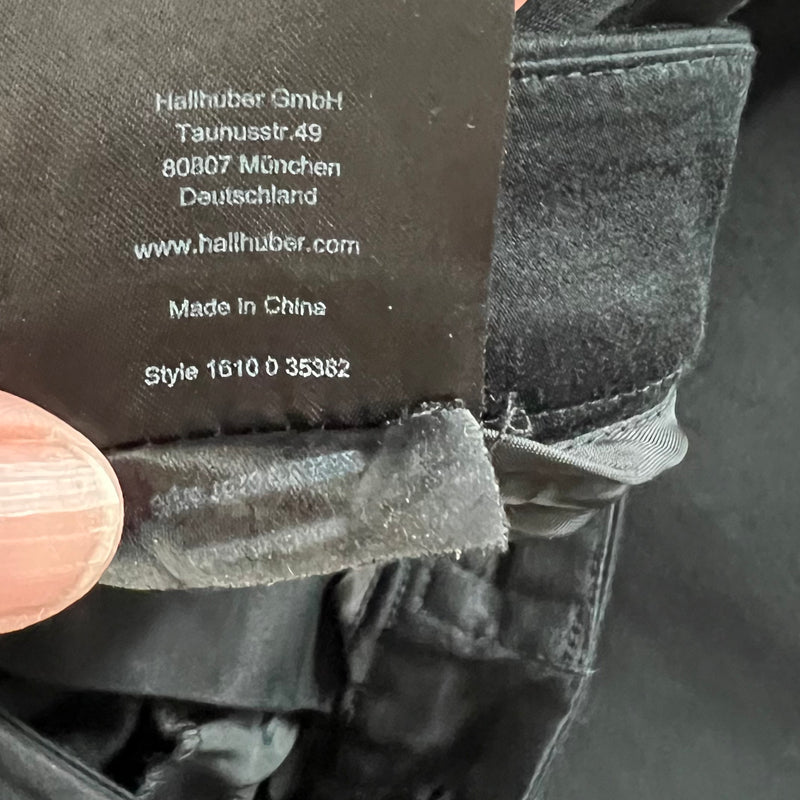 Hallhuber GmbH
Taunusstr.49
80807 München
Deutschland
www.hallhuber.com
Made in China
Style 1610 0 35382